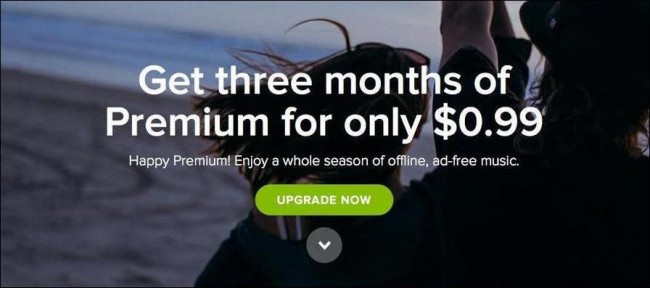 Get three months of
Premium for only $0.99
Happy Premium! Enjoy a whole season of offline, ad-free music.
UPGRADE NOW